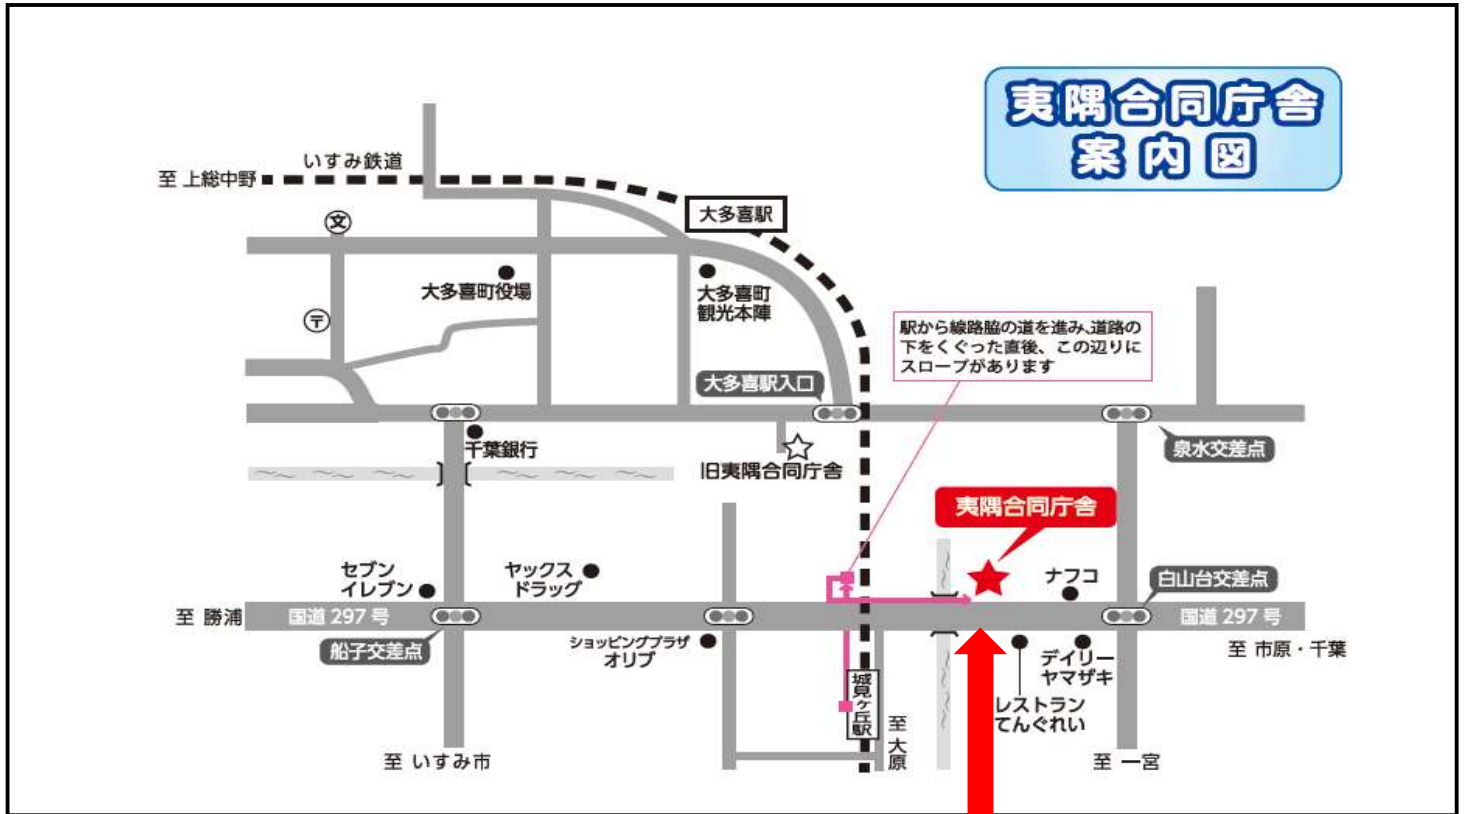 夷隅合同庁舎
案内図
いすみ鉄道
至 上総中野
大多喜駅
文
大多喜町役場
大多喜町
観光本陣
〒
駅から線路脇の道を進み、道路の
下をくぐった直後、この辺りに
スロープがあります
大多喜駅入口
千葉銀行
旧夷隅合同庁舎
泉水交差点
夷隅合同庁舎
セブン
イレブン
ヤックス
ドラッグ
ナフコ
白山台交差点
至 勝浦
国道 297 号
国道 297 号
船子交差点
ショッピングプラザ
オリブ
至 市原・千葉
デイリー
ヤマザキ
城見ヶ丘駅
レストラン
てんぐれい
至 大原
至 いすみ市
至 一宮